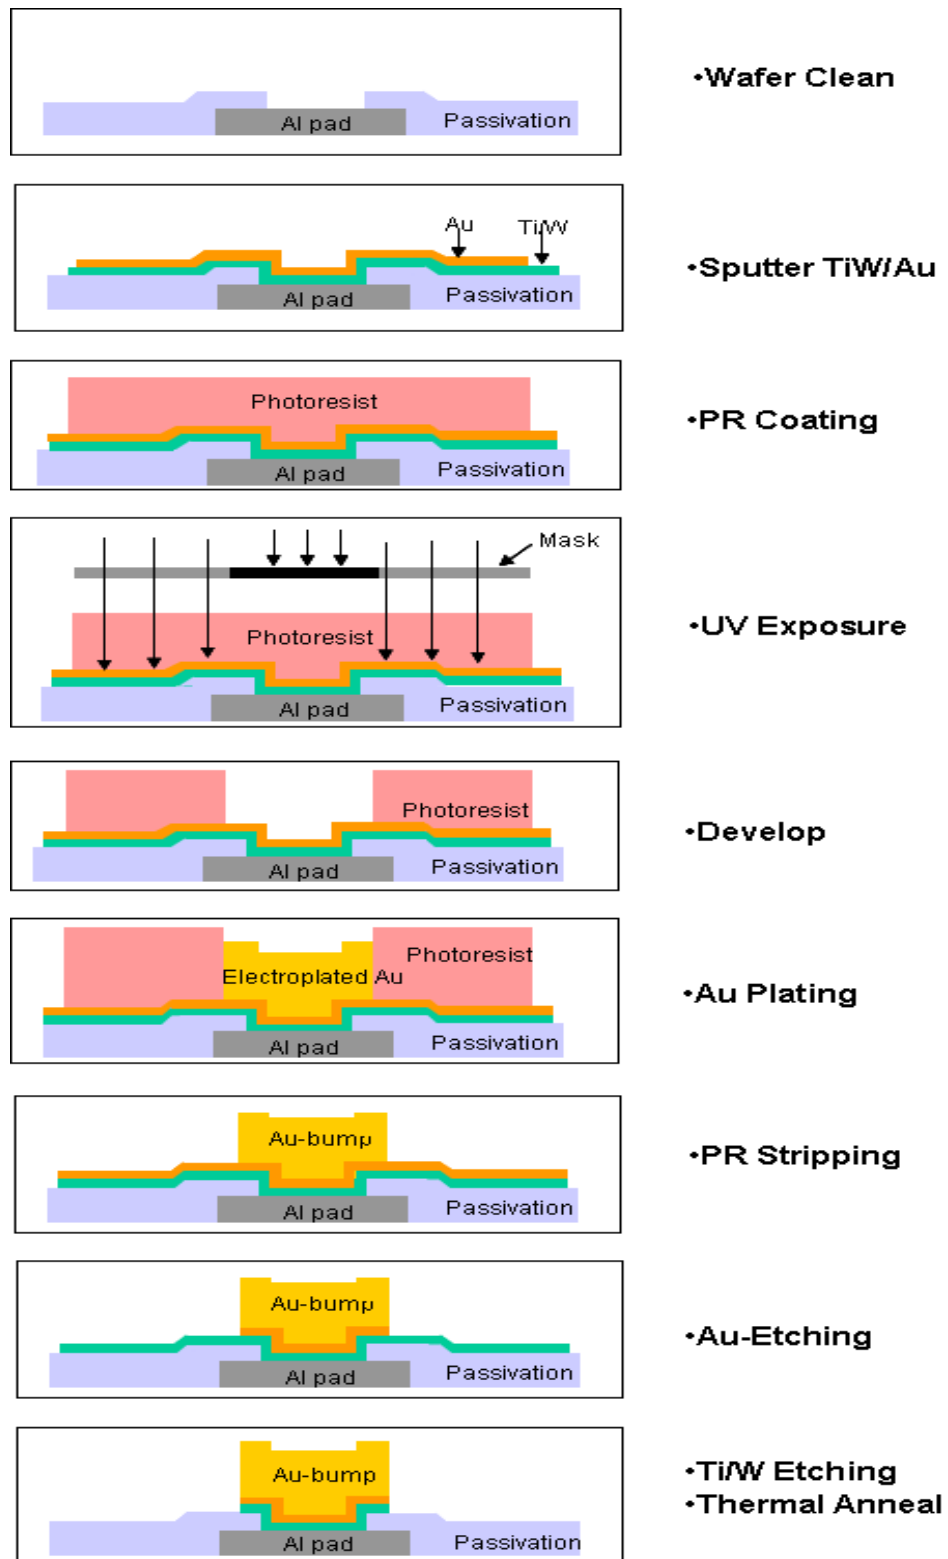 •Wafer Clean
Al pad
Passivation
Au
Ti/W
•Sputter TiW/Au
Al pad
Passivation
Photoresist
•PR Coating
Al pad
Passivation
Mask
Photoresist
•UV Exposure
Al pad
Passivation
Photoresist
•Develop
Al pad
Passivation
Photoresist
Electroplated Au
•Au Plating
Al pad
Passivation
Au-bump
•PR Stripping
Al pad
Passivation
Au-bump
•Au-Etching
Al pad
Passivation
•Ti/W Etching
Au-bump
•Thermal Anneal
Al pad
Passivation